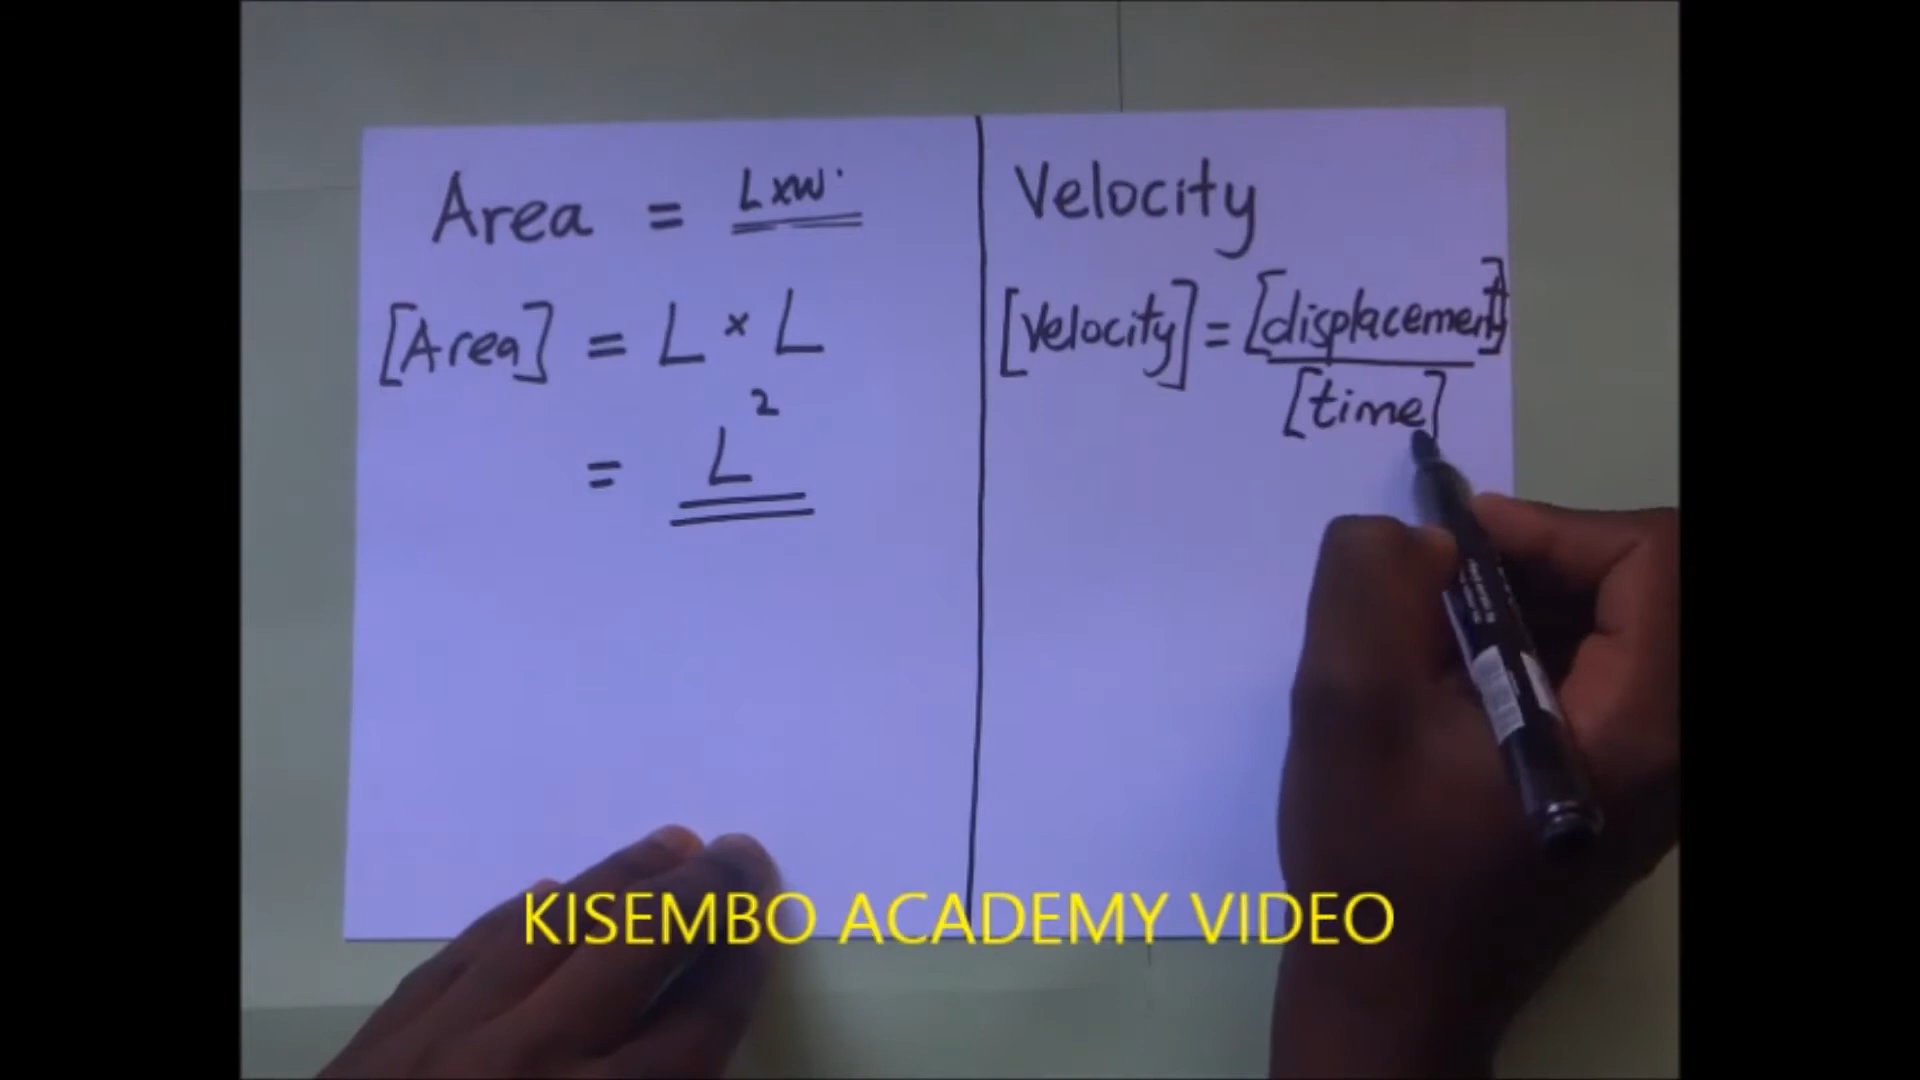 Area = LxW.
[Area] = L × L
= L²
Velocity
[Velocity] = [displacement]
[time]
KISEMBO ACADEMY VIDEO